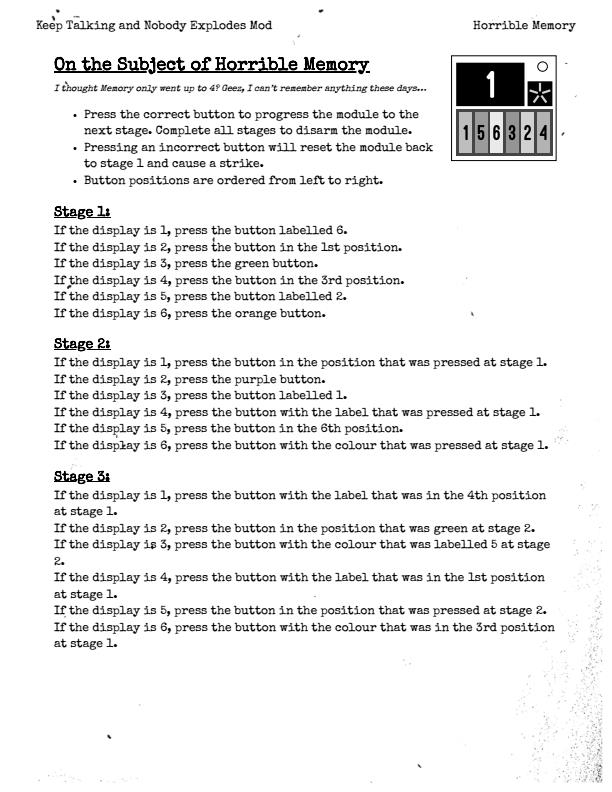 Keep Talking and Nobody Explodes Mod
Horrible Memory
On the Subject of Horrible Memory
I thought Memory only went up to 4? Geez, I can't remember anything these days...
• Press the correct button to progress the module to the
next stage. Complete all stages to disarm the module.
• Pressing an incorrect button will reset the module back
to stage 1 and cause a strike.
• Button positions are ordered from left to right.
1
1 5 6 3 2 4
Stage 1:
If the display is 1, press the button labelled 6.
If the display is 2, press the button in the 1st position.
If the display is 3, press the green button.
If the display is 4, press the button in the 3rd position.
If the display is 5, press the button labelled 2.
If the display is 6, press the orange button.
Stage 2:
If the display is 1, press the button in the position that was pressed at stage 1.
If the display is 2, press the purple button.
If the display is 3, press the button labelled 1.
If the display is 4, press the button with the label that was pressed at stage 1.
If the display is 5, press the button in the 6th position.
If the display is 6, press the button with the colour that was pressed at stage 1.
Stage 3:
If the display is 1, press the button with the label that was in the 4th position
at stage 1.
If the display is 2, press the button in the position that was green at stage 2.
If the display is 3, press the button with the colour that was labelled 5 at stage
2.
If the display is 4, press the button with the label that was in the 1st position
at stage 1.
If the display is 5, press the button in the position that was pressed at stage 2.
If the display is 6, press the button with the colour that was in the 3rd position
at stage 1.